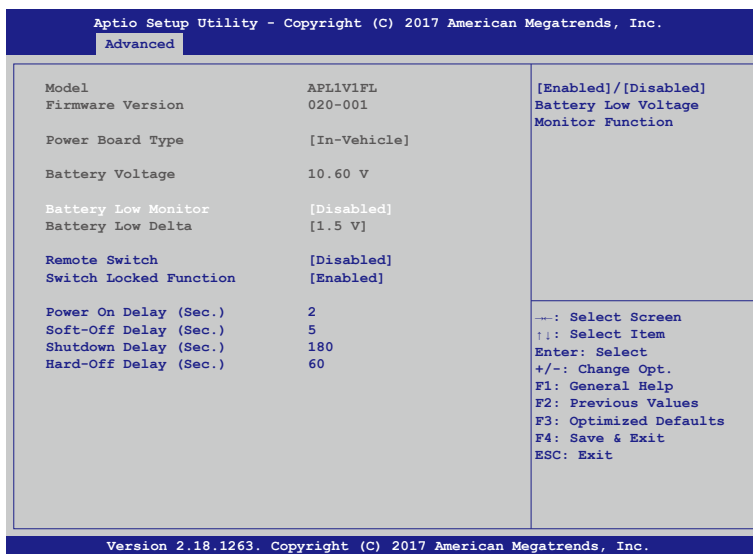 Aptio Setup Utility - Copyright (C) 2017 American Megatrends, Inc.
Advanced
Model APL1V1FL
Firmware Version 020-001
Power Board Type [In-Vehicle]
Battery Voltage 10.60 V
Battery Low Monitor [Disabled]
Battery Low Delta [1.5 V]
Remote Switch [Disabled]
Switch Locked Function [Enabled]
Power On Delay (Sec.) 2
Soft-Off Delay (Sec.) 5
Shutdown Delay (Sec.) 180
Hard-Off Delay (Sec.) 60
[Enabled]/[Disabled]
Battery Low Voltage
Monitor Function
→←: Select Screen
↑↓: Select Item
Enter: Select
+/-: Change Opt.
F1: General Help
F2: Previous Values
F3: Optimized Defaults
F4: Save & Exit
ESC: Exit
Version 2.18.1263. Copyright (C) 2017 American Megatrends, Inc.